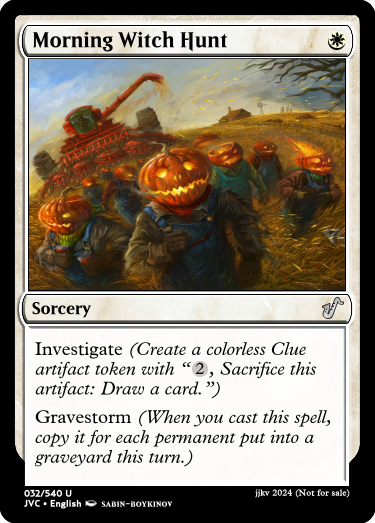 Morning Witch Hunt
Sorcery
Investigate (Create a colorless Clue
artifact token with “2, Sacrifice this
artifact: Draw a card.”)
Gravestorm (When you cast this spell,
copy it for each permanent put into a
graveyard this turn.)
032/540 U
jjkv 2024 (Not for sale)
JVC • English SABIN-BOYKINOV